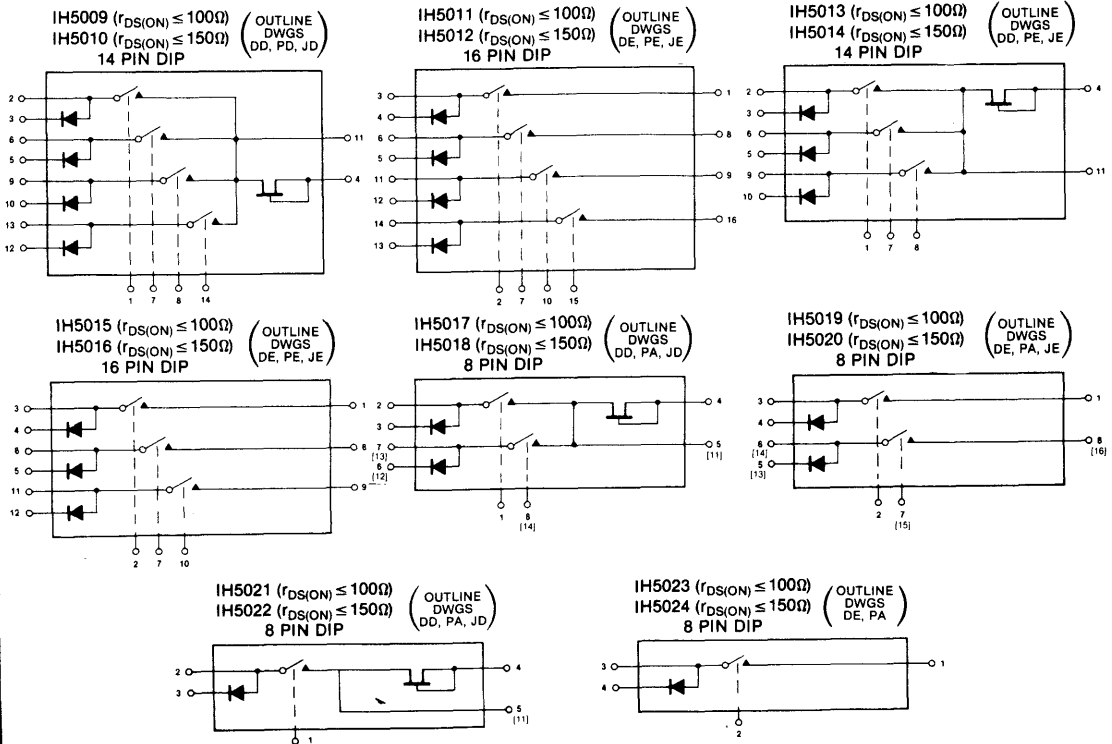 IH5009 (rDS(ON) ≤ 100Ω)
IH5010 (rDS(ON) ≤ 150Ω)
14 PIN DIP
(OUTLINE
DWGS
DD, PD, JD)
2
3
6
5
9
10
13
12
11
4
1 7 8 14
IH5011 (rDS(ON) ≤ 100Ω)
IH5012 (rDS(ON) ≤ 150Ω)
16 PIN DIP
(OUTLINE
DWGS
DE, PE, JE)
3
4
6
5
11
12
14
13
1
8
9
16
2 7 10 15
IH5013 (rDS(ON) ≤ 100Ω)
IH5014 (rDS(ON) ≤ 150Ω)
14 PIN DIP
(OUTLINE
DWGS
DD, PE, JE)
2
3
6
5
9
10
4
11
1 7 8
IH5015 (rDS(ON) ≤ 100Ω)
IH5016 (rDS(ON) ≤ 150Ω)
16 PIN DIP
(OUTLINE
DWGS
DE, PE, JE)
3
4
6
5
11
12
1
8
9
2 7 10
IH5017 (rDS(ON) ≤ 100Ω)
IH5018 (rDS(ON) ≤ 150Ω)
8 PIN DIP
(OUTLINE
DWGS
DD, PA, JD)
2
3
7
[13]
6
[12]
4
5
[11]
1 8
[14]
IH5019 (rDS(ON) ≤ 100Ω)
IH5020 (rDS(ON) ≤ 150Ω)
8 PIN DIP
(OUTLINE
DWGS
DE, PA, JE)
3
4
6
[14]
5
[13]
1
8
[16]
2 7
[15]
IH5021 (rDS(ON) ≤ 100Ω)
IH5022 (rDS(ON) ≤ 150Ω)
8 PIN DIP
(OUTLINE
DWGS
DD, PA, JD)
2
3
4
5
[11]
1
IH5023 (rDS(ON) ≤ 100Ω)
IH5024 (rDS(ON) ≤ 150Ω)
8 PIN DIP
(OUTLINE
DWGS
DE, PA)
3
4
1
2